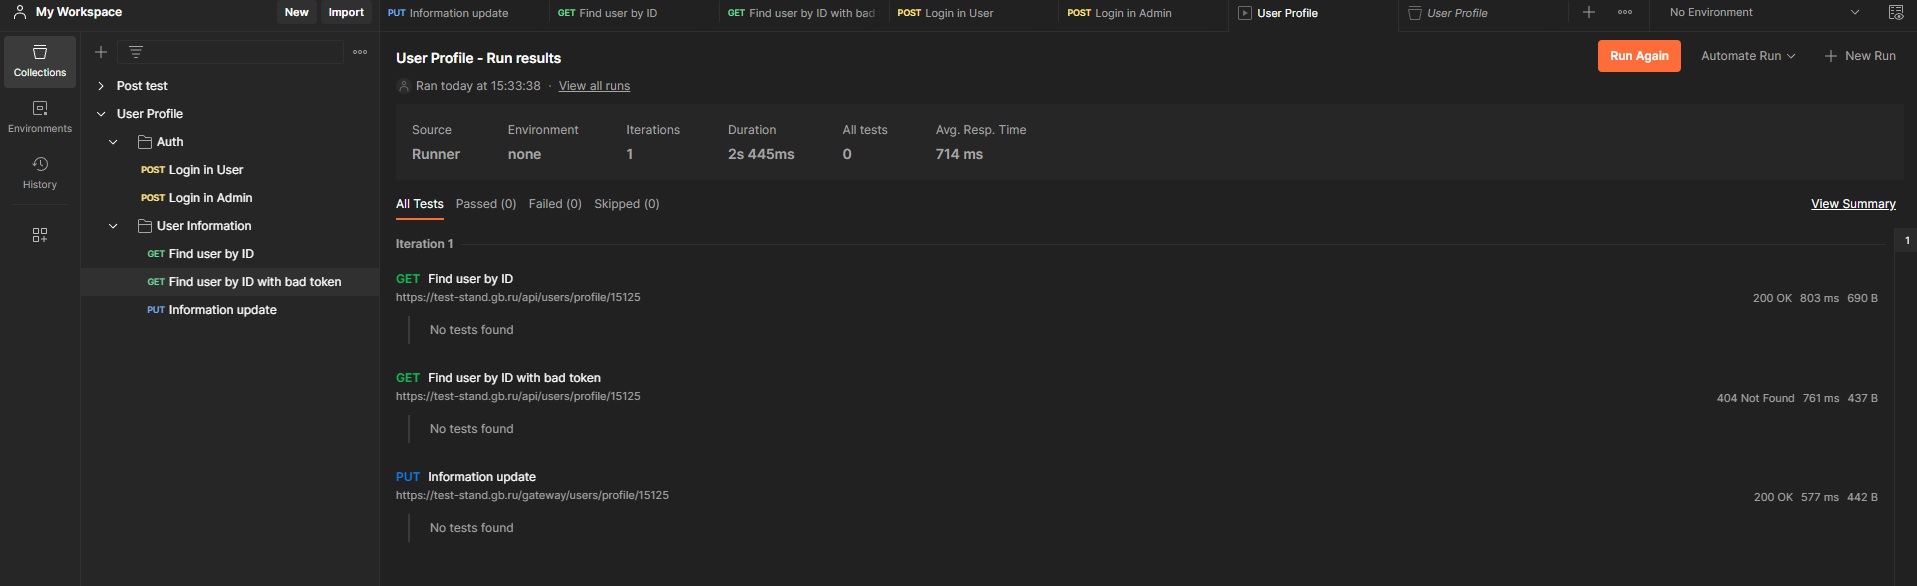 My Workspace
New Import
PUT Information update
GET Find user by ID
GET Find user by ID with bad
POST Login in User
POST Login in Admin
User Profile
User Profile
No Environment
Collections
Environments
History
Post test
User Profile
Auth
POST Login in User
POST Login in Admin
User Information
GET Find user by ID
GET Find user by ID with bad token
PUT Information update
User Profile - Run results
Run Again
Automate Run
New Run
Ran today at 15:33:38 · View all runs
Source Environment Iterations Duration All tests Avg. Resp. Time
Runner none 1 2s 445ms 0 714 ms
All Tests Passed (0) Failed (0) Skipped (0)
View Summary
Iteration 1
1
GET Find user by ID
https://test-stand.gb.ru/api/users/profile/15125
200 OK 803 ms 690 B
No tests found
GET Find user by ID with bad token
https://test-stand.gb.ru/api/users/profile/15125
404 Not Found 761 ms 437 B
No tests found
PUT Information update
https://test-stand.gb.ru/gateway/users/profile/15125
200 OK 577 ms 442 B
No tests found